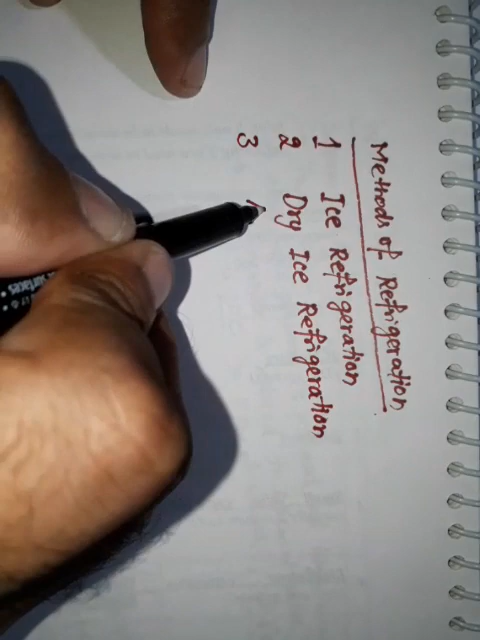 Methods of Refrigeration
1 Ice Refrigeration
2 Dry Ice Refrigeration
3